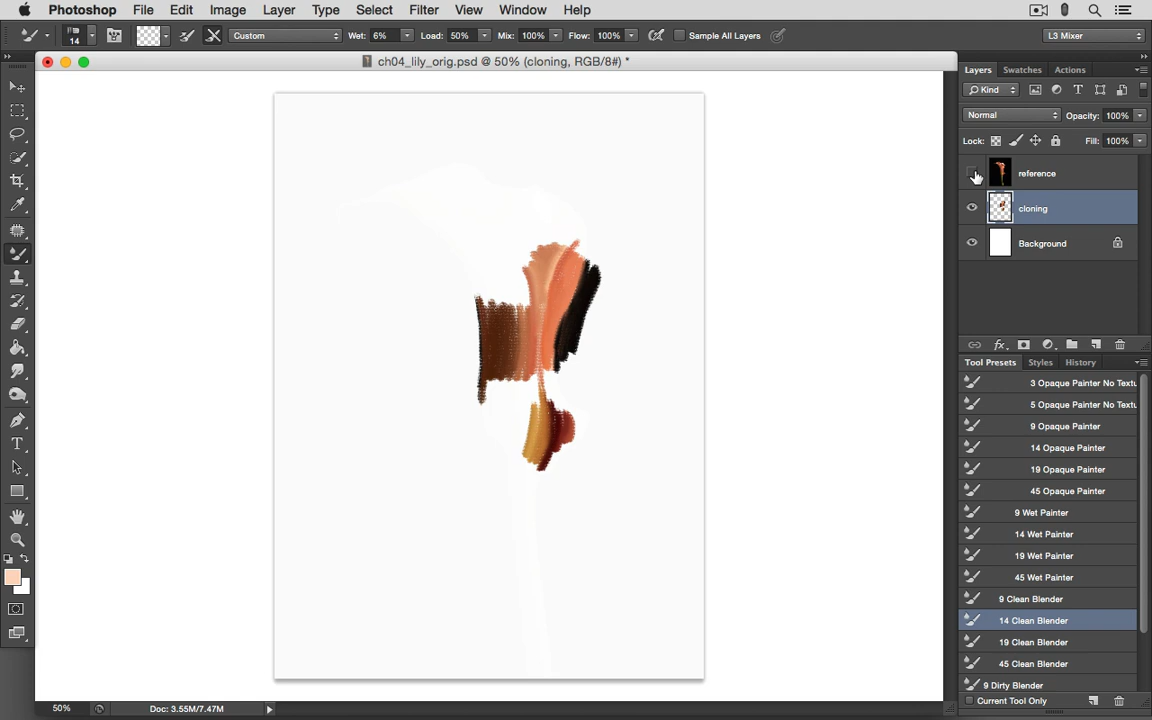 Photoshop File Edit Image Layer Type Select Filter View Window Help
14 Custom Wet: 6% Load: 50% Mix: 100% Flow: 100% Sample All Layers L3 Mixer
ch04_lily_orig.psd @ 50% (cloning, RGB/8#) *
Layers Swatches Actions
Kind
Normal Opacity: 100%
Lock: Fill: 100%
reference
cloning
Background
fx
Tool Presets Styles History
3 Opaque Painter No Textu
5 Opaque Painter No Textu
9 Opaque Painter
14 Opaque Painter
19 Opaque Painter
45 Opaque Painter
9 Wet Painter
14 Wet Painter
19 Wet Painter
45 Wet Painter
9 Clean Blender
14 Clean Blender
19 Clean Blender
45 Clean Blender
9 Dirty Blender
Current Tool Only
50% Doc: 3.55M/7.47M